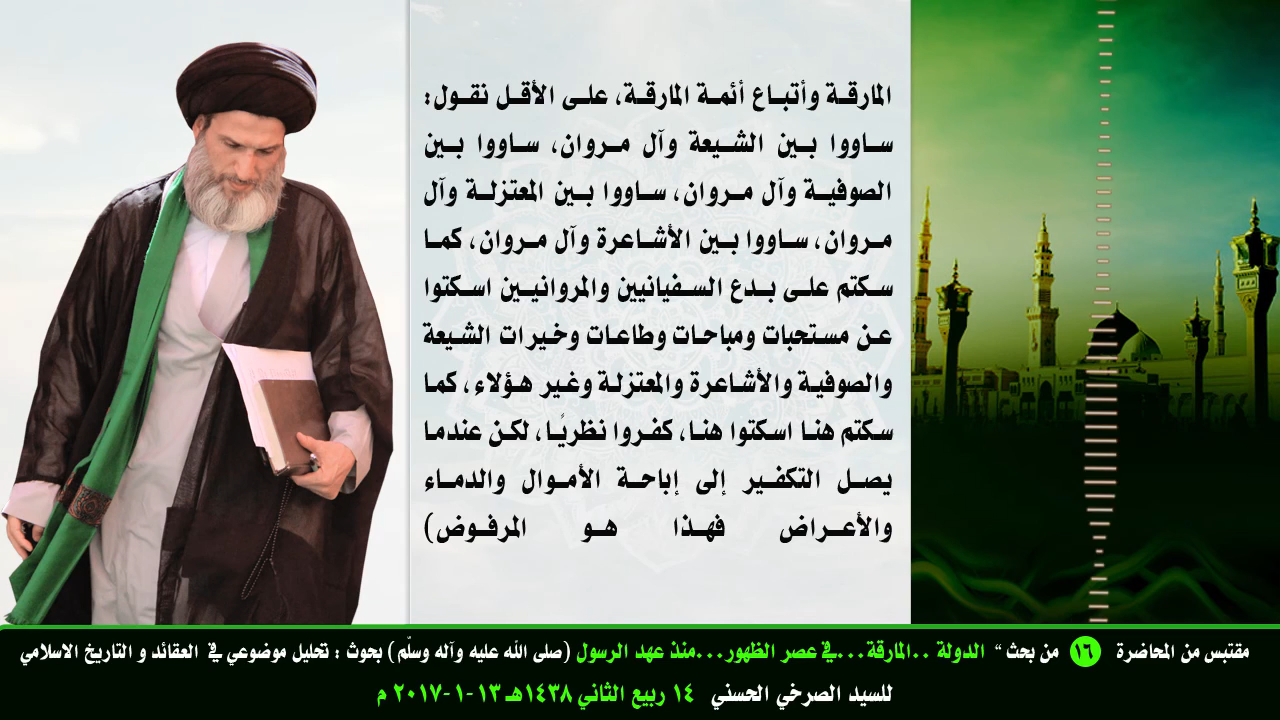 المارقة وأتباع أئمة المارقة، على الأقل نقول:
ساووا بين الشيعة وآل مروان، ساووا بين
الصوفية وآل مروان، ساووا بين المعتزلة وآل
مروان، ساووا بين الأشاعرة وآل مروان، كما
سكتم على بدع السفيانيين والمروانيين اسكتوا
عن مستحبات ومباحات وطاعات وخيرات الشيعة
والصوفية والأشاعرة والمعتزلة وغير هؤلاء، كما
سكتم هنا اسكتوا هنا، كفروا نظريًا، لكن عندما
يصل التكفير إلى إباحة الأموال والدماء
والأعراض فهذا هو المرفوض)
مقتبس من المحاضرة ١٦ من بحث " الدولة ..المارقة...في عصر الظهور...منذ عهد الرسول (صلى الله عليه وآله وسلّم) بحوث : تحليل موضوعي في العقائد و التاريخ الاسلامي
للسيد الصرخي الحسني ١٤ ربيع الثاني ١٤٣٨هـ ١٣-١-٢٠١٧ م